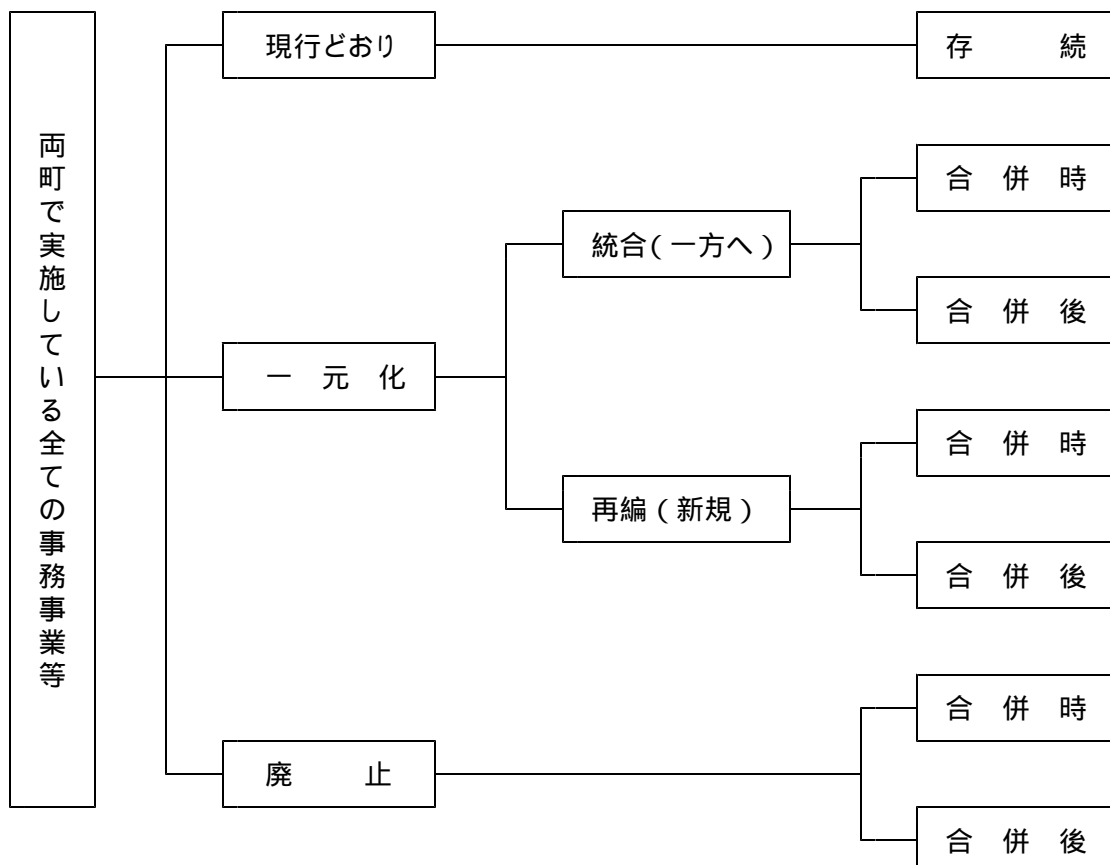 両町で実施している全ての事務事業等
現行どおり
存続
合併時
統合(一方へ)
合併後
一元化
合併時
再編(新規)
合併後
合併時
廃止
合併後